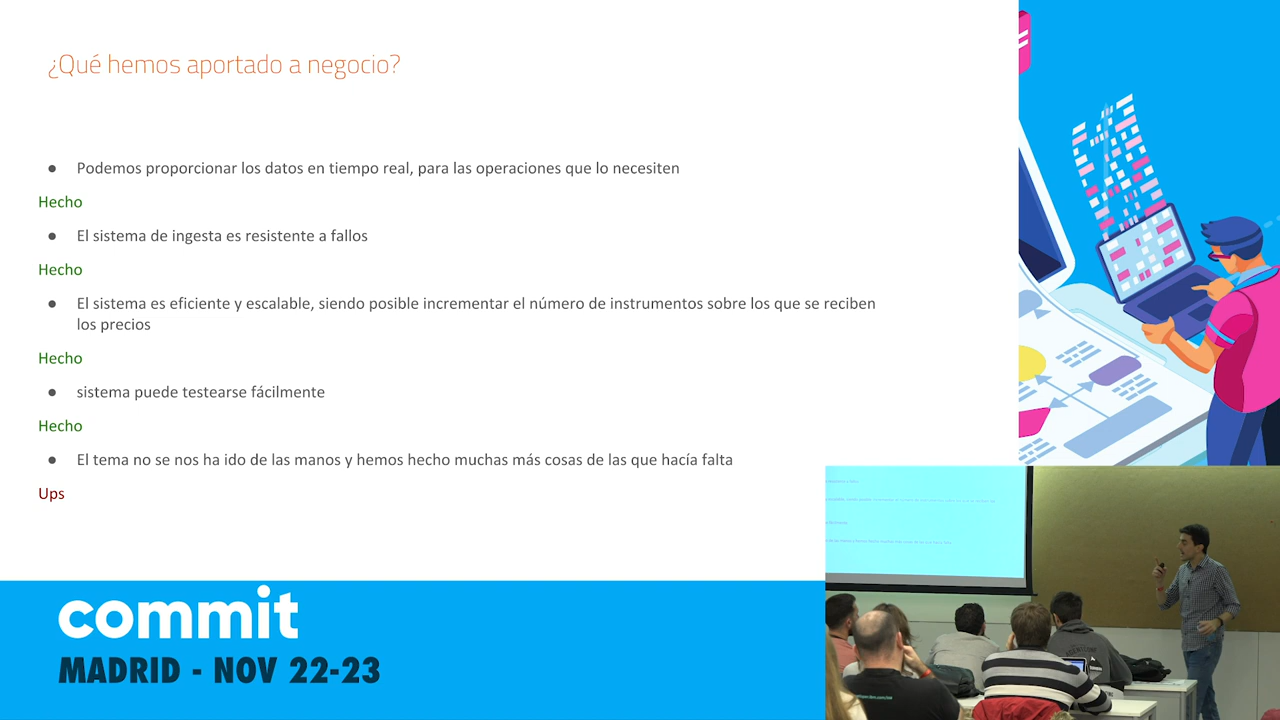 ¿Qué hemos aportado a negocio?
● Podemos proporcionar los datos en tiempo real, para las operaciones que lo necesiten
Hecho
● El sistema de ingesta es resistente a fallos
Hecho
● El sistema es eficiente y escalable, siendo posible incrementar el número de instrumentos sobre los que se reciben
los precios
Hecho
● sistema puede testearse fácilmente
Hecho
● El tema no se nos ha ido de las manos y hemos hecho muchas más cosas de las que hacía falta
Ups
commit
MADRID - NOV 22-23